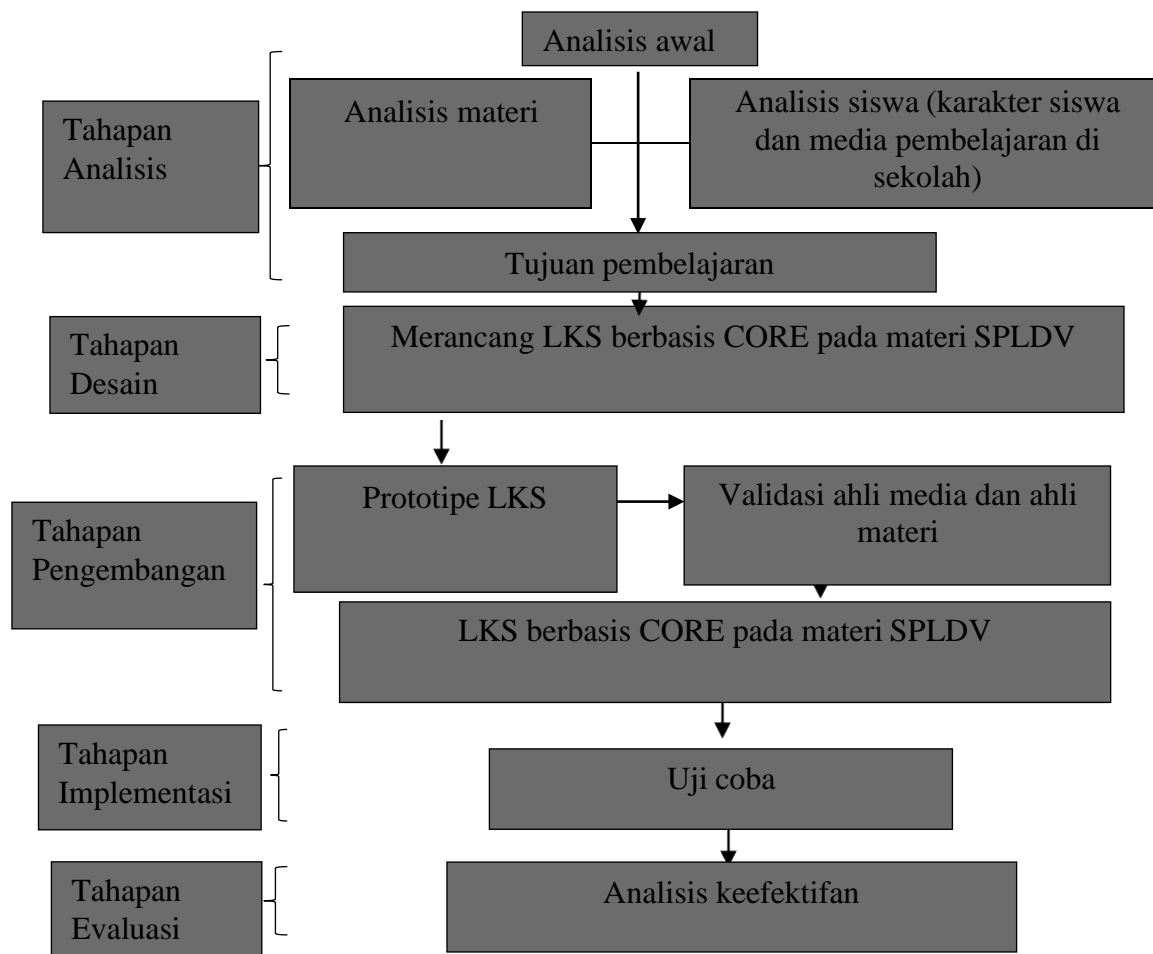 Analisis awal
Tahapan
Analisis
Analisis materi
Analisis siswa (karakter siswa
dan media pembelajaran di
sekolah)
Tujuan pembelajaran
Tahapan
Desain
Merancang LKS berbasis CORE pada materi SPLDV
Tahapan
Pengembangan
Prototipe LKS
Validasi ahli media dan ahli
materi
LKS berbasis CORE pada materi SPLDV
Tahapan
Implementasi
Uji coba
Tahapan
Evaluasi
Analisis keefektifan